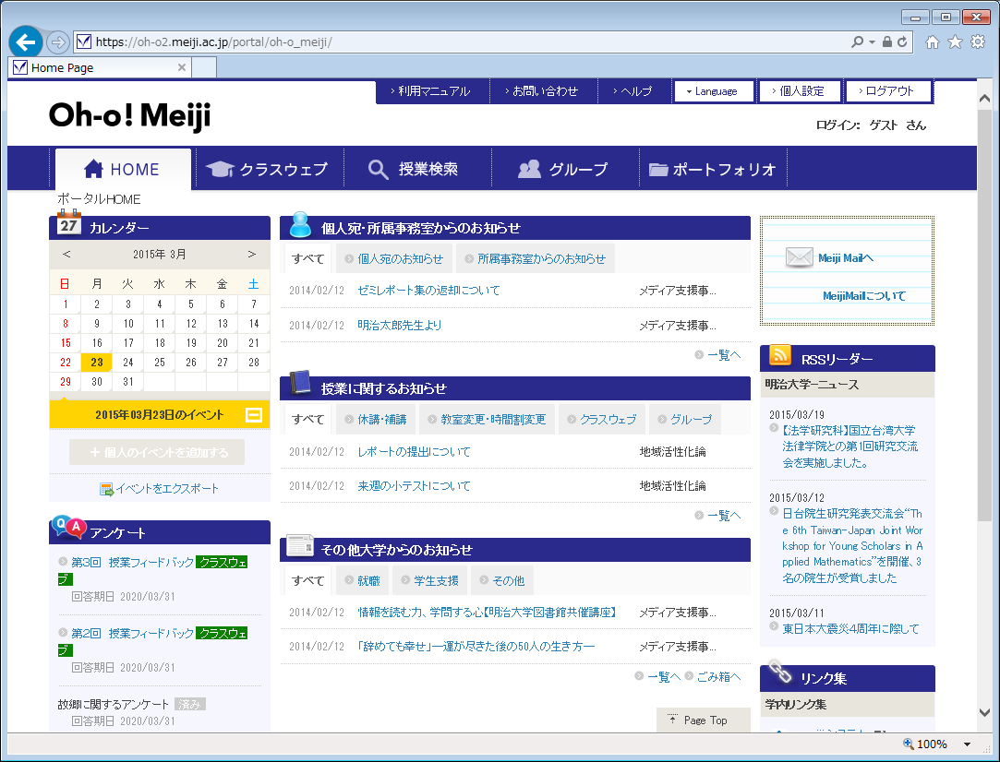 https://oh-o2.meiji.ac.jp/portal/oh-o_meiji/
Home Page
利用マニュアル お問い合わせ ヘルプ Language 個人設定 ログアウト
Oh-o! Meiji
ログイン: ゲスト さん
HOME クラスウェブ 授業検索 グループ ポートフォリオ
ポータルHOME
27 カレンダー
< 2015年 3月 >
日 月 火 水 木 金 土
1 2 3 4 5 6 7
8 9 10 11 12 13 14
15 16 17 18 19 20 21
22 23 24 25 26 27 28
29 30 31
2015年03月23日のイベント
+ 個人のイベントを追加する
イベントをエクスポート
Q A アンケート
第3回 授業フィードバック クラスウェ
ブ
回答期日 2020/03/31
第2回 授業フィードバック クラスウェ
ブ
回答期日 2020/03/31
故郷に関するアンケート 済み
回答期日 2020/03/31
個人宛・所属事務室からのお知らせ
すべて 個人宛のお知らせ 所属事務室からのお知らせ
2014/02/12 ゼミレポート集の返却について メディア支援事...
2014/02/12 明治太郎先生より メディア支援事...
一覧へ
授業に関するお知らせ
すべて 休講・補講 教室変更・時間割変更 クラスウェブ グループ
2014/02/12 レポートの提出について 地域活性化論
2014/02/12 来週の小テストについて 地域活性化論
一覧へ
その他大学からのお知らせ
すべて 就職 学生支援 その他
2014/02/12 情報を読む力、学問する心【明治大学図書館共催講座】 メディア支援事...
2014/02/12 「辞めても幸せ」―運が尽きた後の50人の生き方― メディア支援事...
一覧へ ごみ箱へ
Page Top
Meiji Mailへ
MeijiMailについて
RSSリーダー
明治大学－ニュース
2015/03/19
【法学研究科】国立台湾大学
法律学院との第1回研究交流
会を実施しました。
2015/03/12
日台院生研究発表交流会“Th
e 6th Taiwan-Japan Joint Wor
kshop for Young Scholars in A
pplied Mathematics”を開催、3
名の院生が受賞しました
2015/03/11
東日本大震災4周年に際して
リンク集
学内リンク集
100%